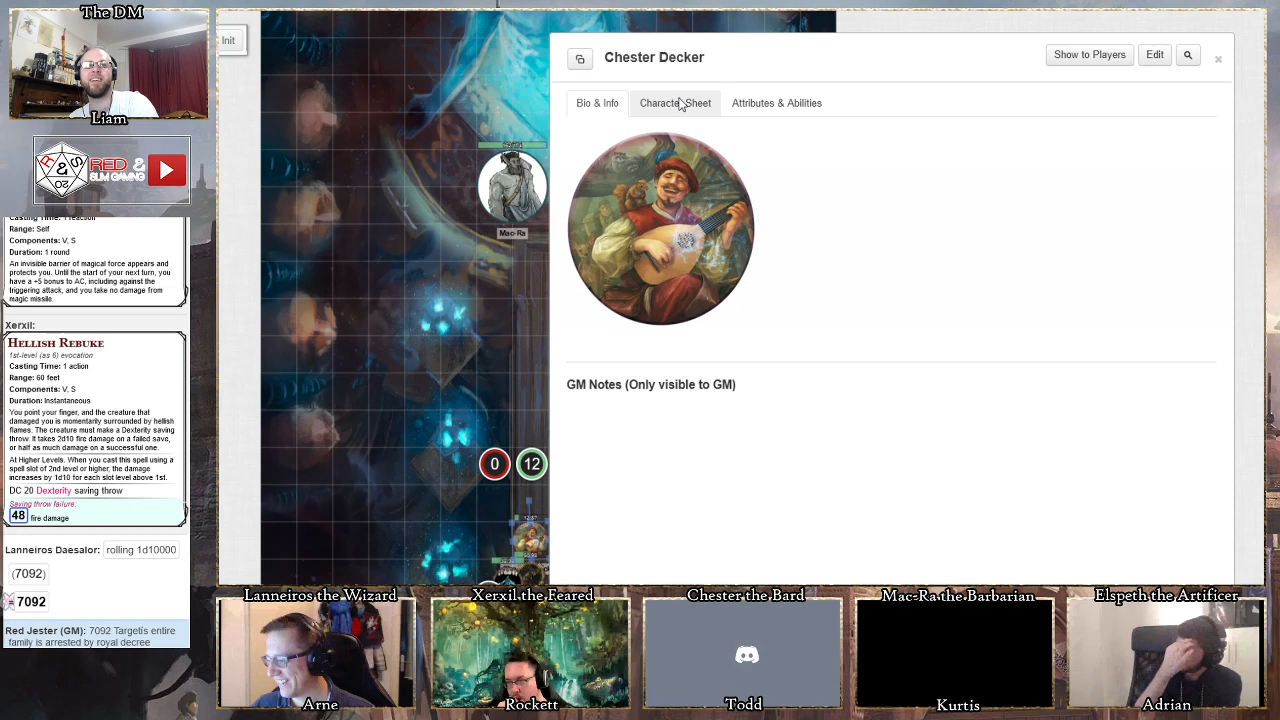 The DM
Liam
RED &
SLIM GAMING
R & S
20
Casting Time: 1 reaction
Range: Self
Components: V, S
Duration: 1 round
An invisible barrier of magical force appears and
protects you. Until the start of your next turn, you
have a +5 bonus to AC, including against the
triggering attack, and you take no damage from
magic missile.
Xerxil:
HELLISH REBUKE
1st-level (as 6) evocation
Casting Time: 1 action
Range: 60 feet
Components: V, S
Duration: Instantaneous
You point your finger, and the creature that
damaged you is momentarily surrounded by hellish
flames. The creature must make a Dexterity saving
throw. It takes 2d10 fire damage on a failed save,
or half as much damage on a successful one.
At Higher Levels. When you cast this spell using a
spell slot of 2nd level or higher, the damage
increases by 1d10 for each slot level above 1st.
DC 20 Dexterity saving throw
Saving throw failure:
48 fire damage
Lanneiros Daesalor: rolling 1d10000
(7092)
7092
Red Jester (GM): 7092 Targetís entire
family is arrested by royal decree
Init
Mac-Ra
0
12
Chester Decker
Show to Players
Edit
Bio & Info
Character Sheet
Attributes & Abilities
GM Notes (Only visible to GM)
Lanneiros the Wizard
Arne
Xerxil the Feared
Rockett
Chester the Bard
Todd
Mac-Ra the Barbarian
Kurtis
Elspeth the Artificer
Adrian